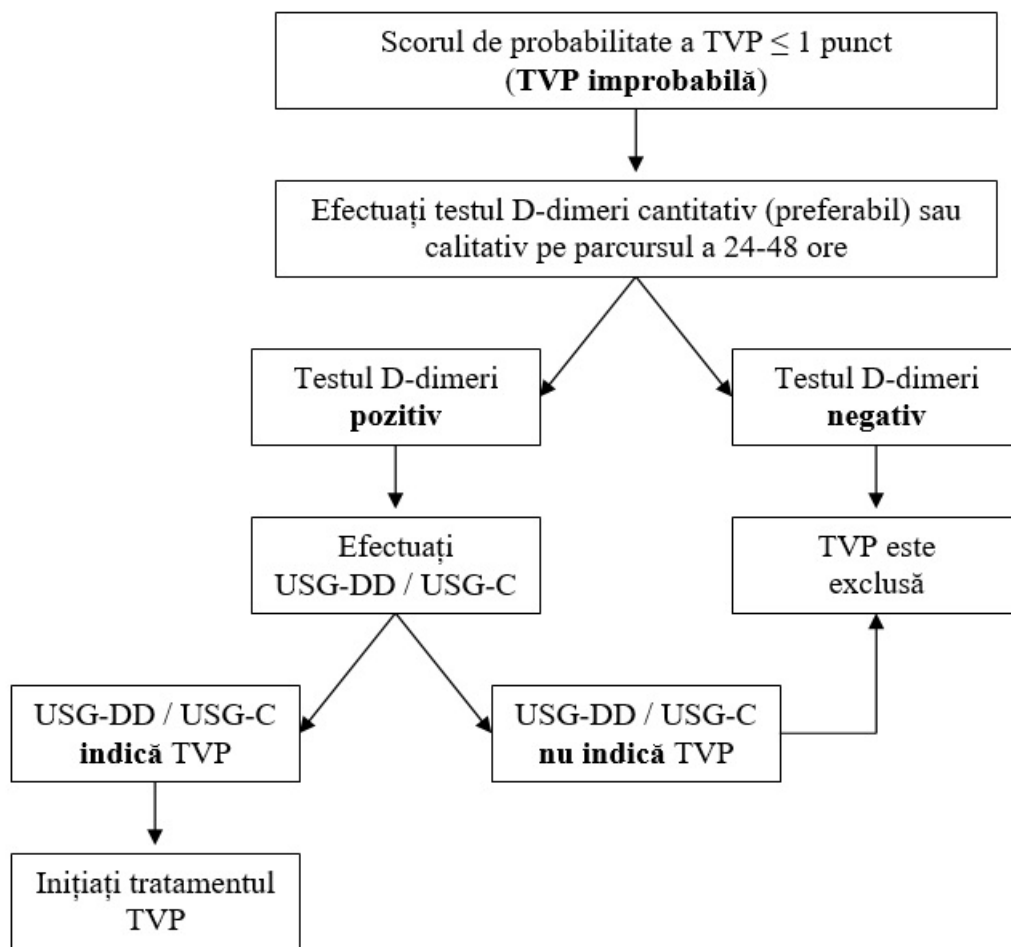 Scorul de probabilitate a TVP ≤ 1 punct
(TVP improbabilă)
Efectuați testul D-dimeri cantitativ (preferabil) sau
calitativ pe parcursul a 24-48 ore
Testul D-dimeri
pozitiv
Testul D-dimeri
negativ
Efectuați
USG-DD / USG-C
TVP este
exclusă
USG-DD / USG-C
indică TVP
USG-DD / USG-C
nu indică TVP
Inițiați tratamentul
TVP